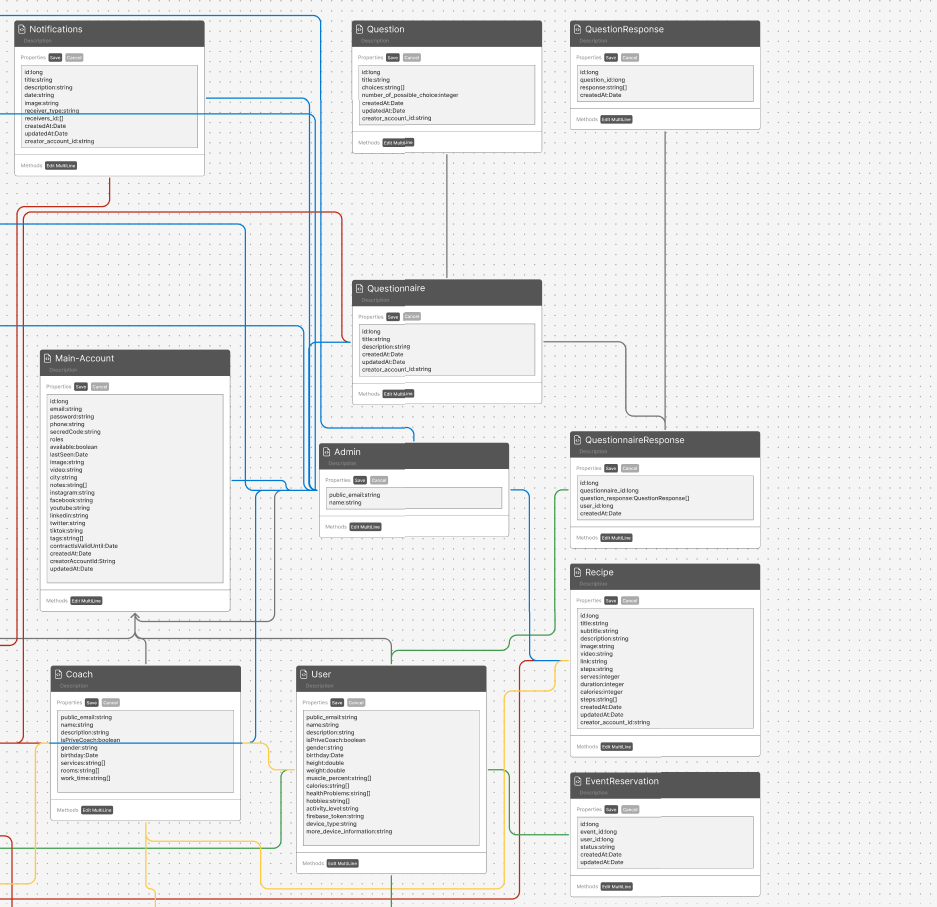 Notifications
Description
Properties Save Cancel
id:long
title:string
description:string
date:string
image:string
receiver_type:string
receivers_id:[]
createdAt:Date
updatedAt:Date
creator_account_id:string
Methods Edit MultiLine
Question
Description
Properties Save Cancel
id:long
title:string
choices:string[]
number_of_possible_choice:integer
createdAt:Date
updatedAt:Date
creator_account_id:string
Methods Edit MultiLine
QuestionResponse
Description
Properties Save Cancel
id:long
question_id:long
response:string[]
createdAt:Date
Methods Edit MultiLine
Questionnaire
Description
Properties Save Cancel
id:long
title:string
description:string
createdAt:Date
updatedAt:Date
creator_account_id:string
Methods Edit MultiLine
Main-Account
Description
Properties Save Cancel
id:long
email:string
password:string
phone:string
secredCode:string
roles
available:boolean
lastSeen:Date
image:string
video:string
city:string
notes:string[]
instagram:string
facebook:string
youtube:string
linkedin:string
twitter:string
tiktok:string
tags:string[]
contractIsValidUntil:Date
createdAt:Date
creatorAccountId:String
updatedAt:Date
Methods Edit MultiLine
Admin
Description
Properties Save Cancel
public_email:string
name:string
Methods Edit MultiLine
QuestionnaireResponse
Description
Properties Save Cancel
id:long
questionnaire_id:long
question_response:QuestionResponse[]
user_id:long
createdAt:Date
Methods Edit MultiLine
Recipe
Description
Properties Save Cancel
id:long
title:string
subtitle:string
description:string
image:string
video:string
link:string
steps:string
serves:integer
duration:integer
calories:integer
steps:string[]
createdAt:Date
updatedAt:Date
creator_account_id:string
Methods Edit MultiLine
Coach
Description
Properties Save Cancel
public_email:string
name:string
description:string
isPriveCoach:boolean
gender:string
birthday:Date
services:string[]
rooms:string[]
work_time:string[]
Methods Edit MultiLine
User
Description
Properties Save Cancel
public_email:string
name:string
description:string
isPriveCoach:boolean
gender:string
birthday:Date
height:double
weight:double
muscle_percent:string[]
calories:string[]
healthProblems:string[]
hobbies:string[]
activity_level:string
firebase_token:string
device_type:string
more_device_information:string
Methods Edit MultiLine
EventReservation
Description
Properties Save Cancel
id:long
event_id:long
user_id:long
status:string
createdAt:Date
updatedAt:Date
Methods Edit MultiLine